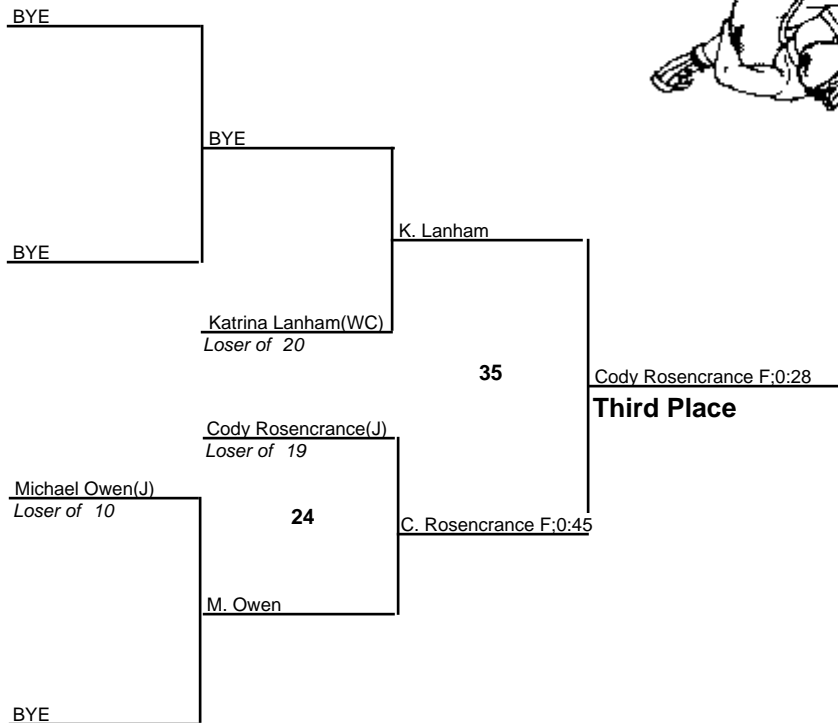 BYE
BYE
K. Lanham
BYE
Katrina Lanham(WC)
Loser of 20
35
Cody Rosencrance F;0:28
Third Place
Cody Rosencrance(J)
Loser of 19
Michael Owen(J)
Loser of 10
24
C. Rosencrance F;0:45
M. Owen
BYE